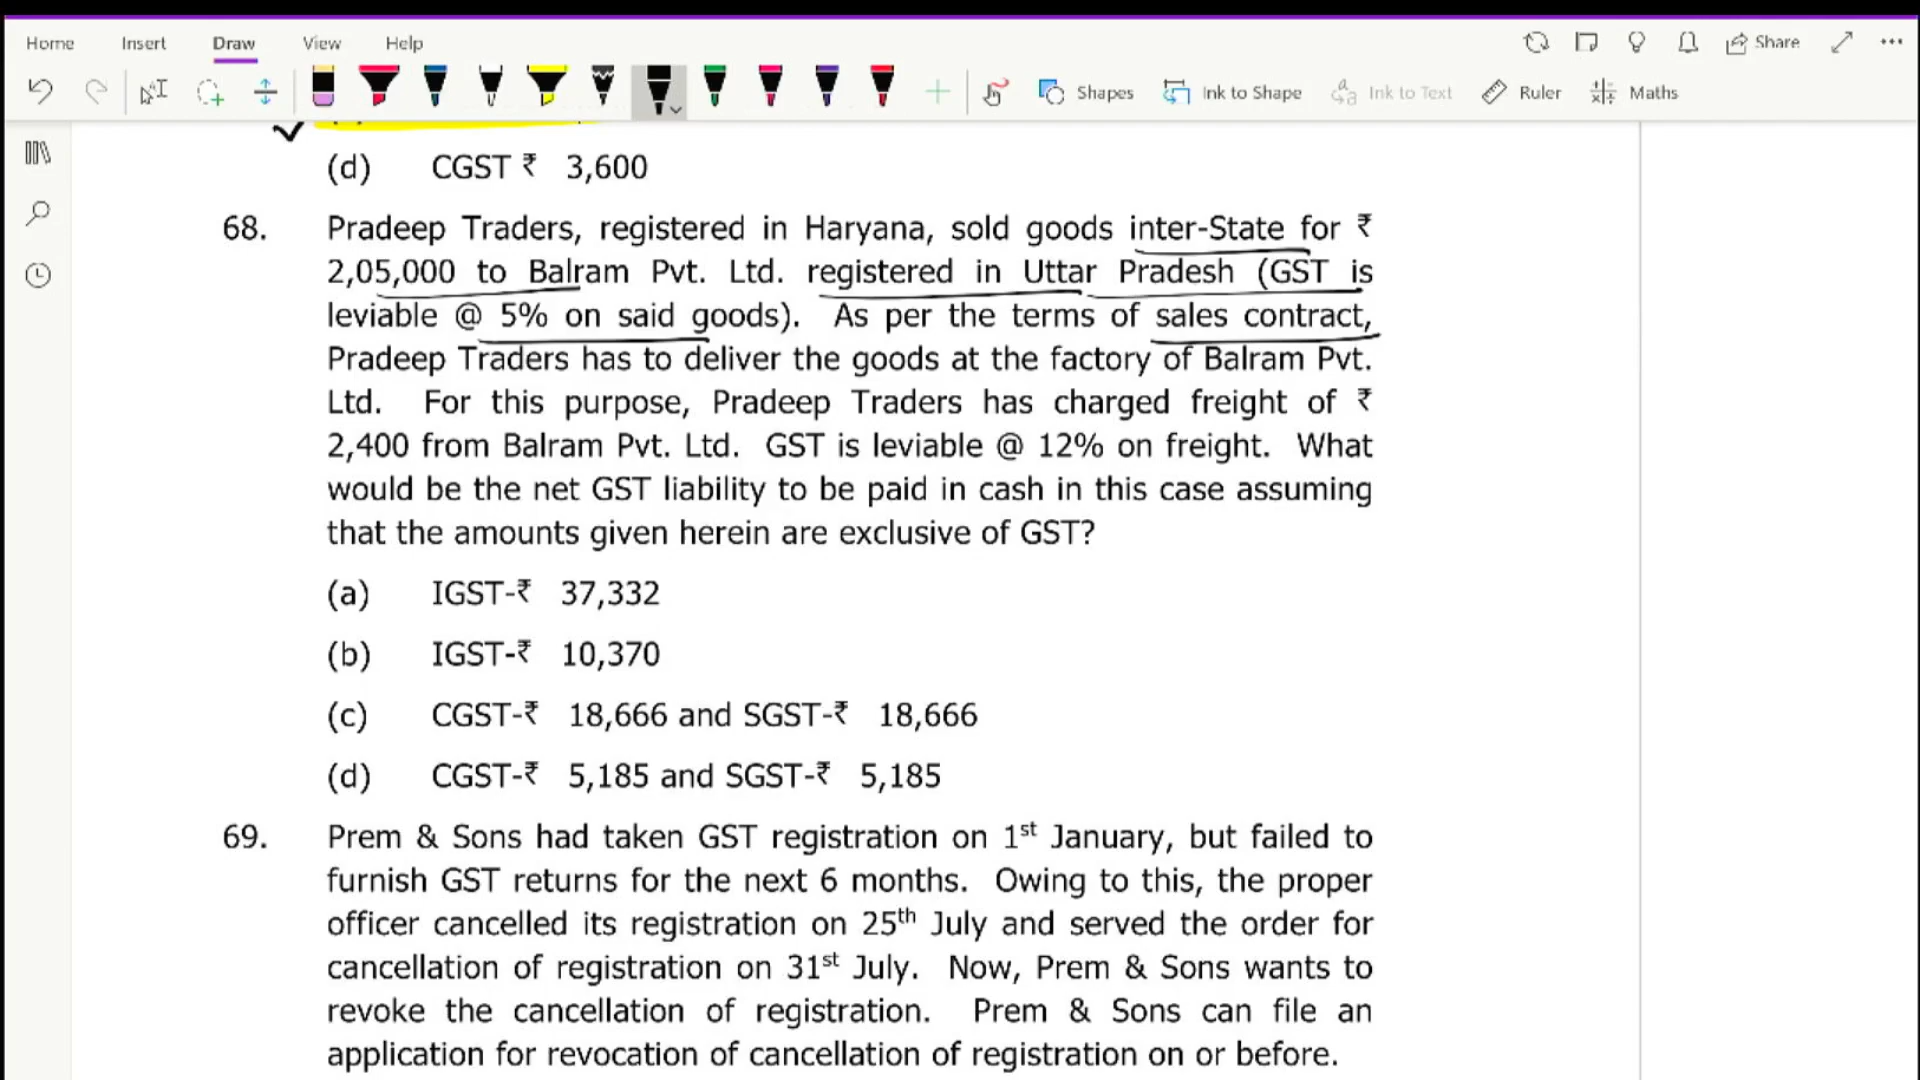 Home Insert Draw View Help Share ...
Shapes Ink to Shape Ink to Text Ruler Maths
(d) CGST ₹ 3,600
68. Pradeep Traders, registered in Haryana, sold goods inter-State for ₹
2,05,000 to Balram Pvt. Ltd. registered in Uttar Pradesh (GST is
leviable @ 5% on said goods). As per the terms of sales contract,
Pradeep Traders has to deliver the goods at the factory of Balram Pvt.
Ltd. For this purpose, Pradeep Traders has charged freight of ₹
2,400 from Balram Pvt. Ltd. GST is leviable @ 12% on freight. What
would be the net GST liability to be paid in cash in this case assuming
that the amounts given herein are exclusive of GST?
(a) IGST-₹ 37,332
(b) IGST-₹ 10,370
(c) CGST-₹ 18,666 and SGST-₹ 18,666
(d) CGST-₹ 5,185 and SGST-₹ 5,185
69. Prem & Sons had taken GST registration on 1st January, but failed to
furnish GST returns for the next 6 months. Owing to this, the proper
officer cancelled its registration on 25th July and served the order for
cancellation of registration on 31st July. Now, Prem & Sons wants to
revoke the cancellation of registration. Prem & Sons can file an
application for revocation of cancellation of registration on or before.